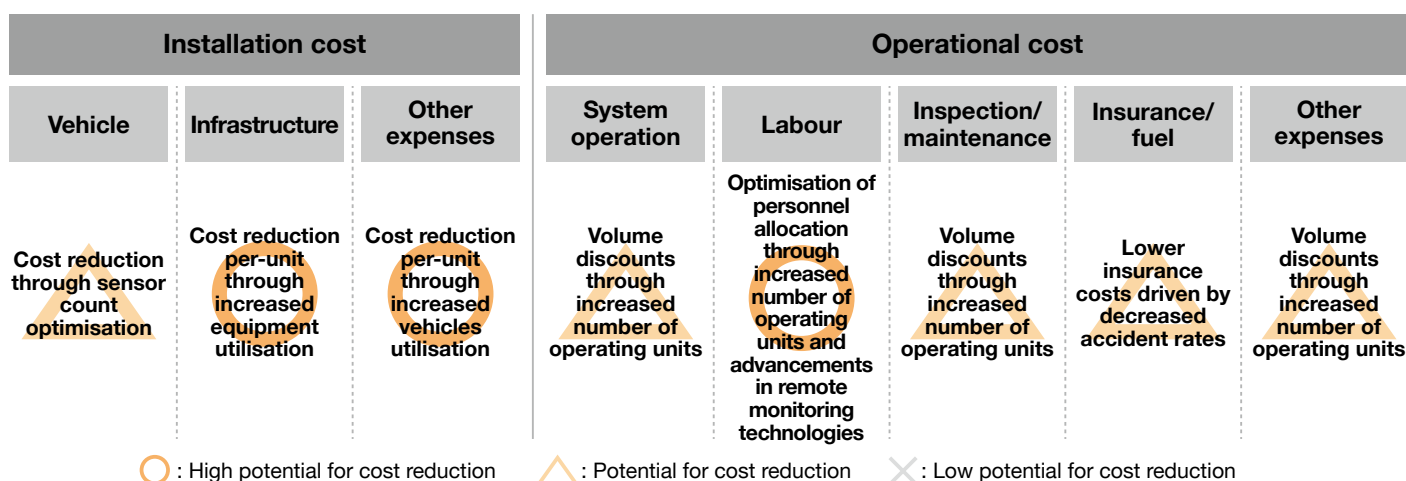 Installation cost
Operational cost
Vehicle
Infrastructure
Other
expenses
System
operation
Labour
Inspection/
maintenance
Insurance/
fuel
Other
expenses
Cost reduction
through sensor
count
optimisation
Cost reduction
per-unit
through
increased
equipment
utilisation
Cost reduction
per-unit
through
increased
vehicles
utilisation
Volume
discounts
through
increased
number of
operating units
Optimisation of
personnel
allocation
through
increased
number of
operating
units and
advancements
in remote
monitoring
technologies
Volume
discounts
through
increased
number of
operating units
Lower
insurance
costs driven by
decreased
accident rates
Volume
discounts
through
increased
number of
operating units
: High potential for cost reduction
: Potential for cost reduction
: Low potential for cost reduction